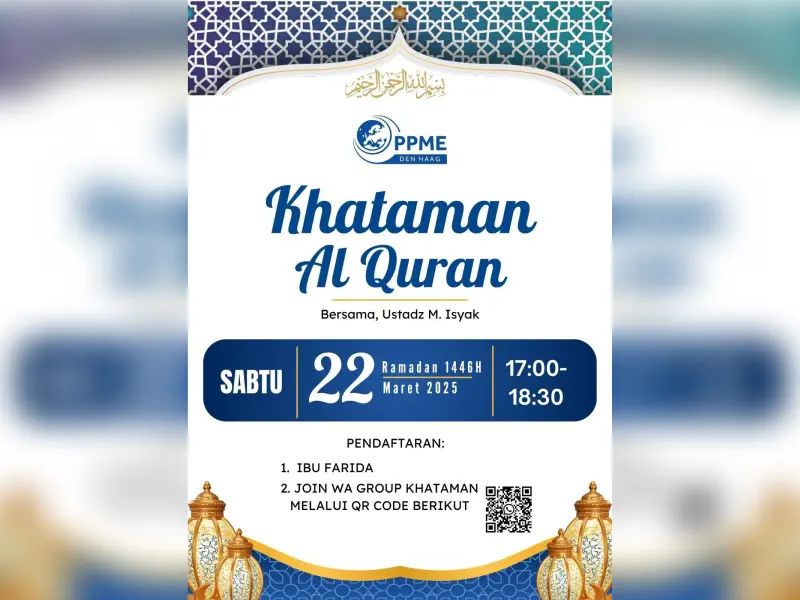 بسم الله الرحمن الرحيم
PPME
DEN HAAG
Khataman
Al Quran
Bersama, Ustadz M. Isyak
SABTU
22
Ramadan 1446H
Maret 2025
17:00-
18:30
PENDAFTARAN:
1. IBU FARIDA
2. JOIN WA GROUP KHATAMAN
MELALUI QR CODE BERIKUT